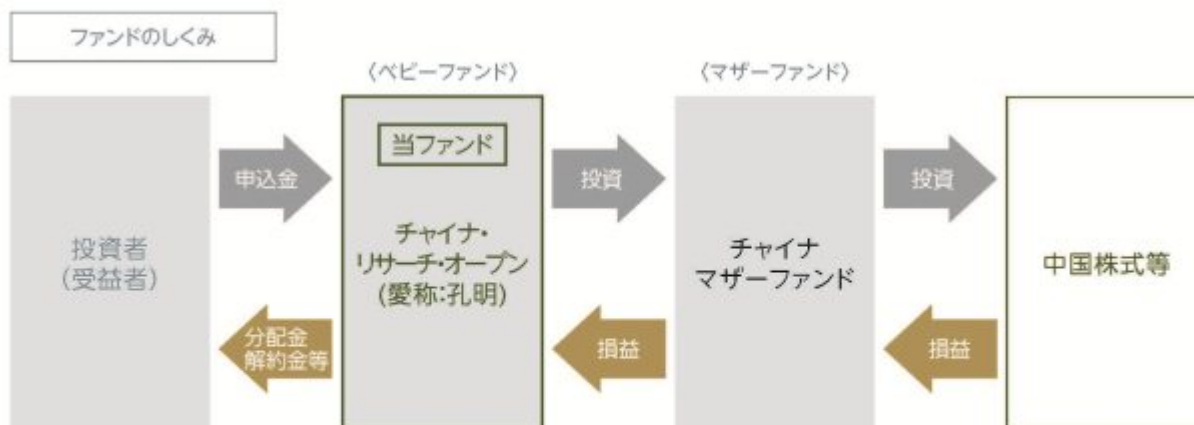 ファンドのしくみ
〈ベビーファンド〉
〈マザーファンド〉
投資者
(受益者)
申込金
分配金
解約金等
当ファンド
チャイナ・
リサーチ・オープン
(愛称:孔明)
投資
損益
チャイナ
マザーファンド
投資
損益
中国株式等